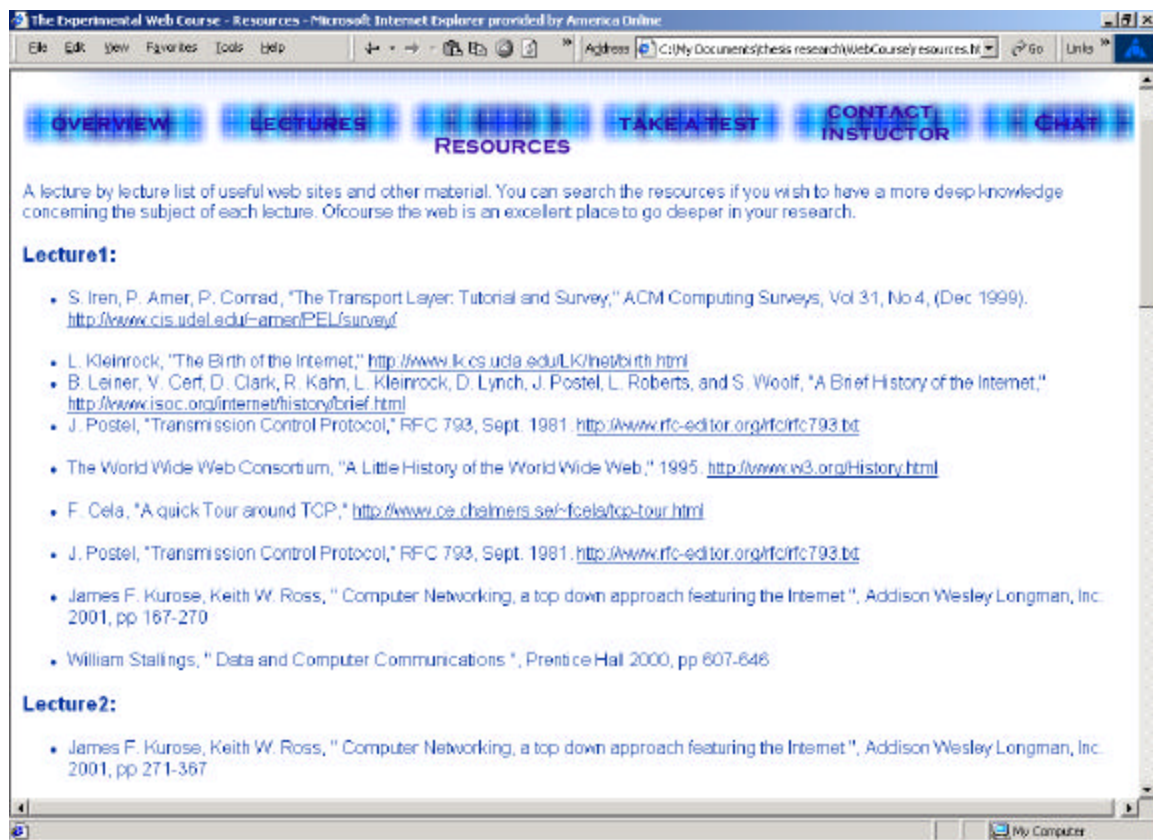 The Experimental Web Course - Resources - Microsoft Internet Explorer provided by America Online
File Edit View Favorites Tools Help » Address C:\My Documents\thesis research\WebCourse\resources.ht Go Links »
OVERVIEW LECTURES RESOURCES TAKE A TEST CONTACT INSTUCTOR CHAT
A lecture by lecture list of useful web sites and other material. You can search the resources if you wish to have a more deep knowledge
concerning the subject of each lecture. Ofcourse the web is an excellent place to go deeper in your research.
Lecture1:
• S. Iren, P. Amer, P. Conrad, "The Transport Layer: Tutorial and Survey," ACM Computing Surveys, Vol 31, No 4, (Dec 1999).
http://www.cis.udel.edu/~amer/PEL/survey/
• L. Kleinrock, "The Birth of the Internet," http://www.lk.cs.ucla.edu/LK/Inet/birth.html
• B. Leiner, V. Cerf, D. Clark, R. Kahn, L. Kleinrock, D. Lynch, J. Postel, L. Roberts, and S. Woolf, "A Brief History of the Internet,"
http://www.isoc.org/internet/history/brief.html
• J. Postel, "Transmission Control Protocol," RFC 793, Sept. 1981. http://www.rfc-editor.org/rfc/rfc793.txt
• The World Wide Web Consortium, "A Little History of the World Wide Web," 1995. http://www.w3.org/History.html
• F. Cela, "A quick Tour around TCP," http://www.ce.chalmers.se/~fcela/tcp-tour.html
• J. Postel, "Transmission Control Protocol," RFC 793, Sept. 1981. http://www.rfc-editor.org/rfc/rfc793.txt
• James F. Kurose, Keith W. Ross, " Computer Networking, a top down approach featuring the Internet ", Addison Wesley Longman, Inc.
2001, pp 167-270
• William Stallings, " Data and Computer Communications ", Prentice Hall 2000, pp 607-646
Lecture2:
• James F. Kurose, Keith W. Ross, " Computer Networking, a top down approach featuring the Internet ", Addison Wesley Longman, Inc.
2001, pp 271-367
My Computer